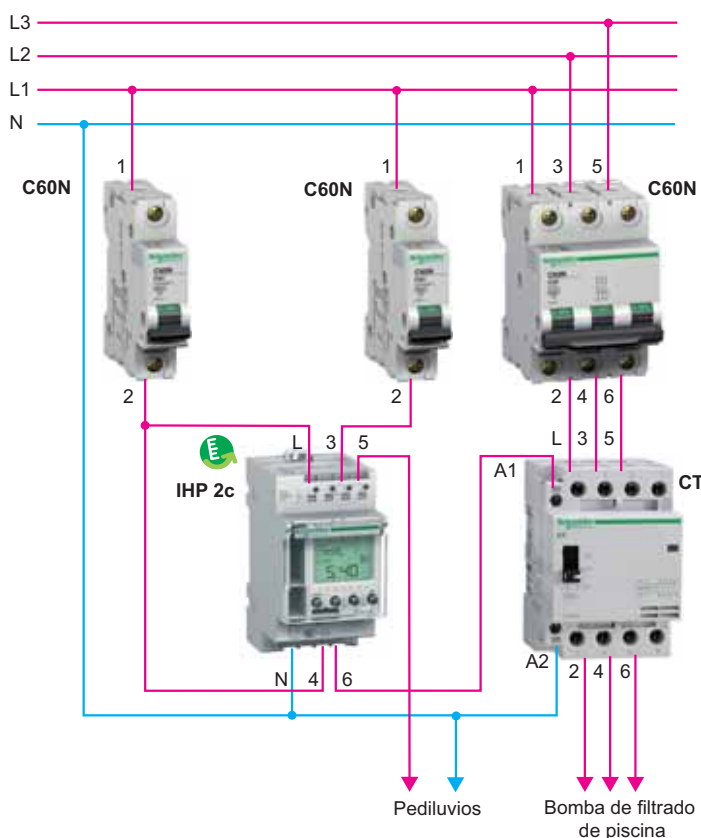 L3
L2
L1
N
1 1 1 3 5
C60N C60N C60N
2 2 2 4 6
L 3 5 L 3 5
A1
IHP 2c CT
5:40
N 4 6 A2 2 4 6
Pediluvios Bomba de filtrado
de piscina